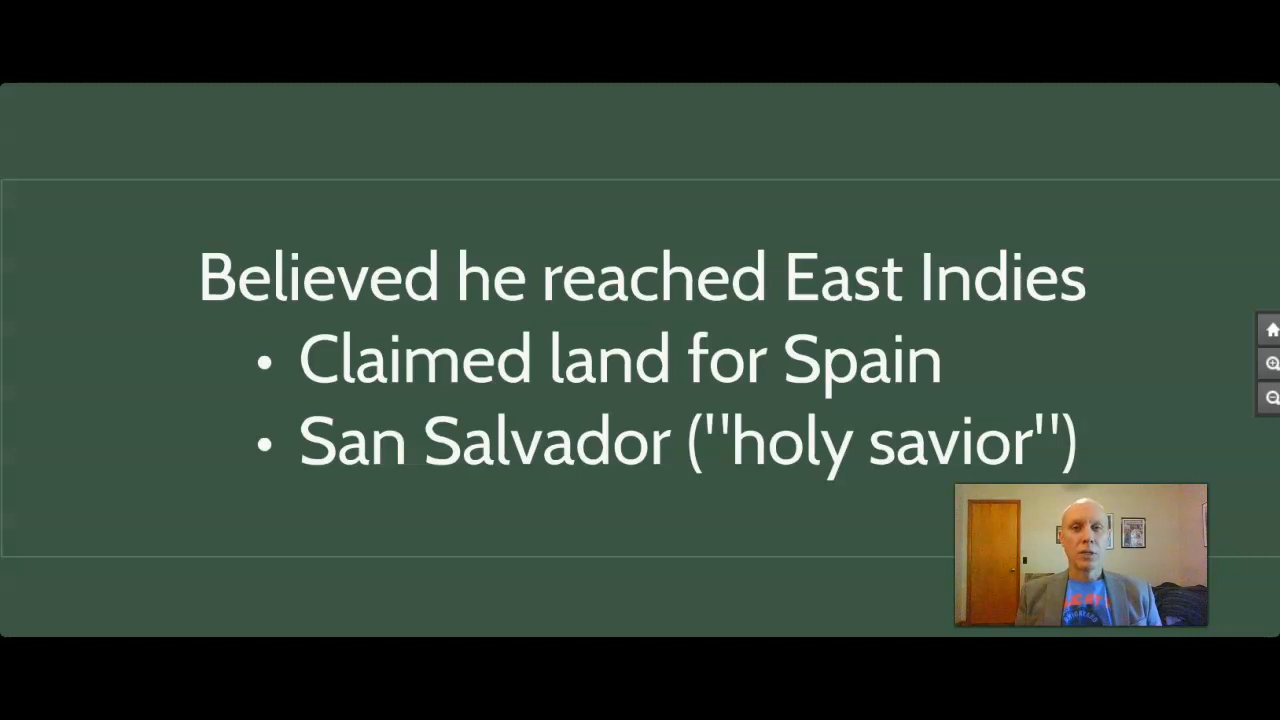 Believed he reached East Indies
• Claimed land for Spain
• San Salvador ("holy savior")